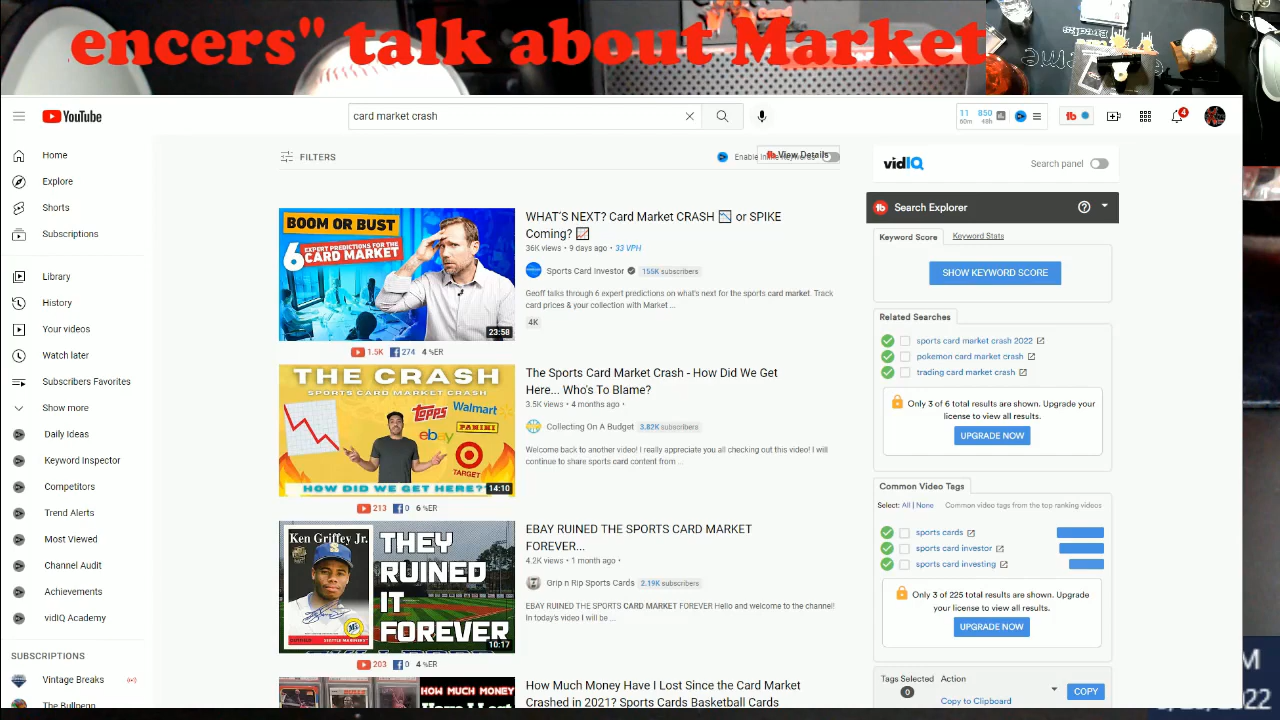 encers" talk about Market
YouTube
card market crash
11
60m
850
48h
4
Home
Explore
Shorts
Subscriptions
Library
History
Your videos
Watch later
Subscribers Favorites
Show more
Daily Ideas
Keyword Inspector
Competitors
Trend Alerts
Most Viewed
Channel Audit
Achievements
vidIQ Academy
SUBSCRIPTIONS
Vintage Breaks
The Bullpenn
FILTERS
Enable Inline Keywords
View Details
BOOM OR BUST
6 EXPERT PREDICTIONS FOR THE
CARD MARKET
23:58
WHAT'S NEXT? Card Market CRASH 📉 or SPIKE
Coming? 📈
36K views • 9 days ago • 33 VPH
Sports Card Investor 155K subscribers
Geoff talks through 6 expert predictions on what's next for the sports card market. Track
card prices & your collection with Market ...
4K
1.5K 274 4 %ER
THE CRASH
SPORTS CARD MARKET CRASH
topps Walmart
ebay PANINI
TARGET
HOW DID WE GET HERE?
14:10
The Sports Card Market Crash - How Did We Get
Here... Who's To Blame?
3.5K views • 4 months ago •
Collecting On A Budget 3.82K subscribers
Welcome back to another video! I really appreciate you all checking out this video! I will
continue to share sports card content from ...
213 0 6 %ER
Ken Griffey Jr.
SEATTLE MARINERS
THEY
RUINED
IT
FOREVER
10:17
EBAY RUINED THE SPORTS CARD MARKET
FOREVER...
4.2K views • 1 month ago •
Grip n Rip Sports Cards 2.19K subscribers
EBAY RUINED THE SPORTS CARD MARKET FOREVER Hello and welcome to the channel!
In today's video I will be ...
203 0 4 %ER
HOW MUCH MONEY
How Much Money Have I Lost Since the Card Market
Crashed in 2021? Sports Cards Basketball Cards
vidIQ
Search panel
Search Explorer
Keyword Score
Keyword Stats
SHOW KEYWORD SCORE
Related Searches
sports card market crash 2022
pokemon card market crash
trading card market crash
Only 3 of 6 total results are shown. Upgrade your
license to view all results.
UPGRADE NOW
Common Video Tags
Select: All | None
Common video tags from the top ranking videos
sports cards
sports card investor
sports card investing
Only 3 of 225 total results are shown. Upgrade
your license to view all results.
UPGRADE NOW
Tags Selected
0
Action
Copy to Clipboard
COPY